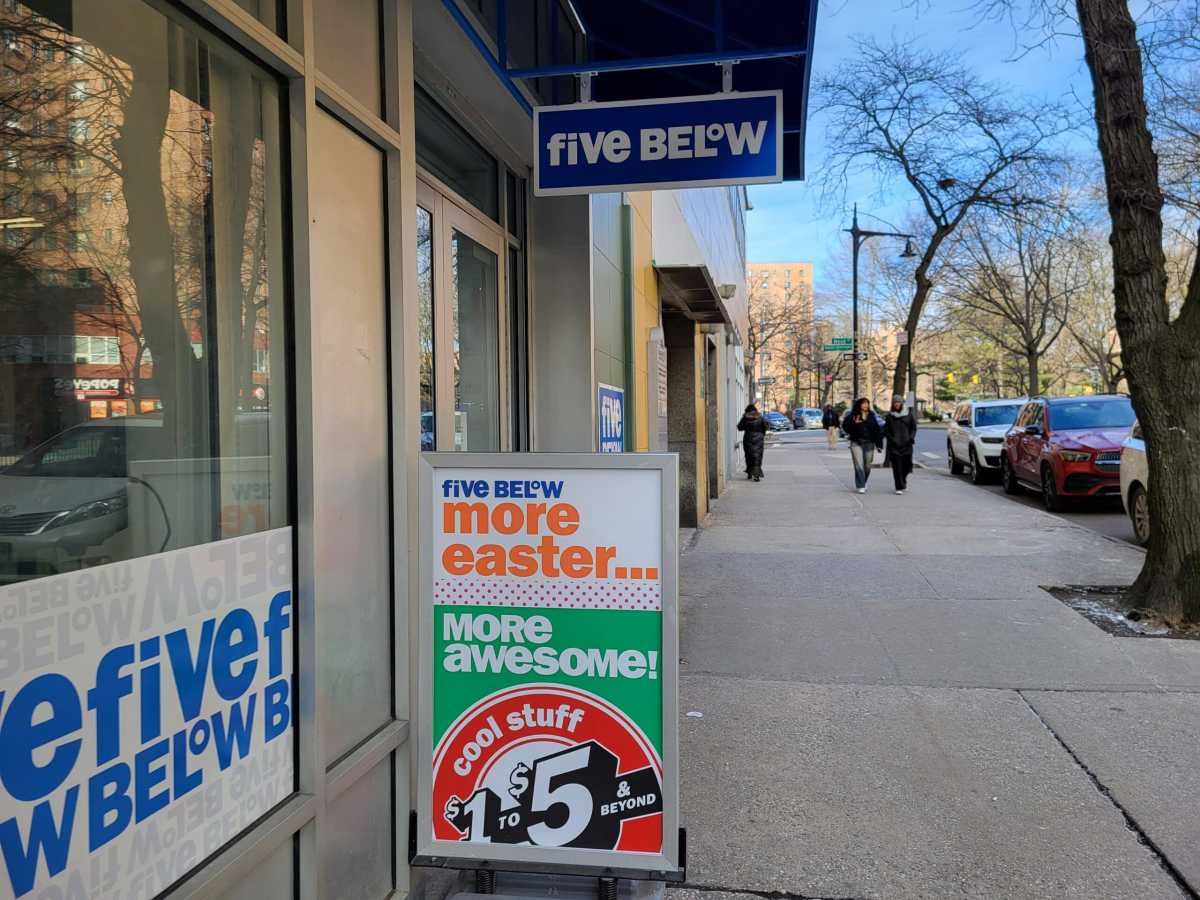 five BELOW
five
five BELOW
more
easter...
MORE
awesome!
cool stuff
$1 TO $5 & BEYOND
POPEYES
efivef
W BELOW B
five BELOW